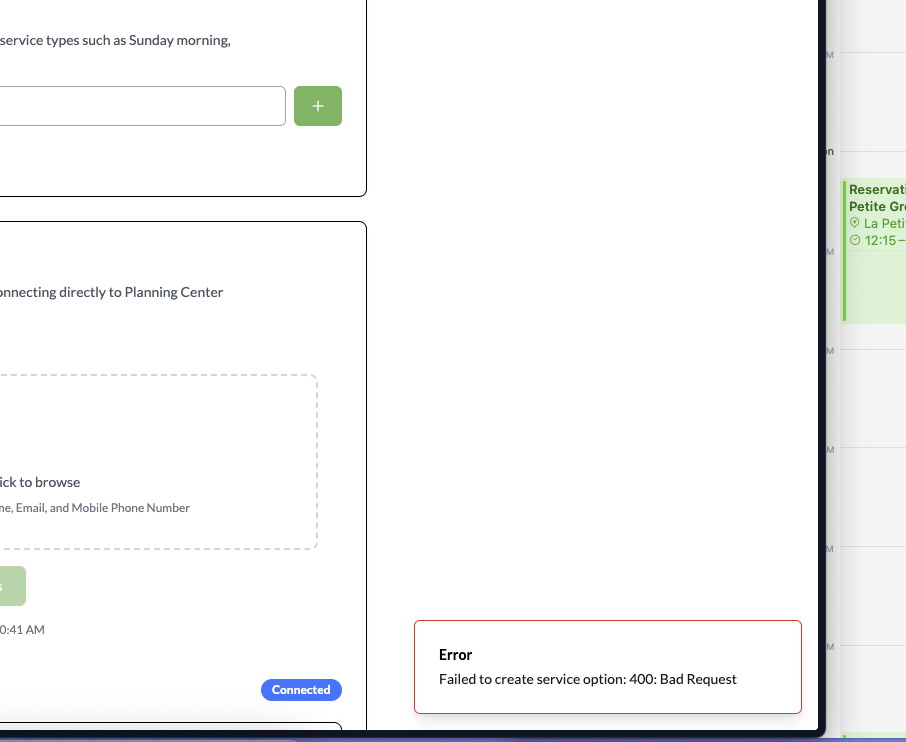 service types such as Sunday morning,
+
onnecting directly to Planning Center
ick to browse
me, Email, and Mobile Phone Number
s
0:41 AM
Connected
Error
Failed to create service option: 400: Bad Request
M
on
M
M
M
M
M
Reservati
Petite Gr
La Peti
12:15–